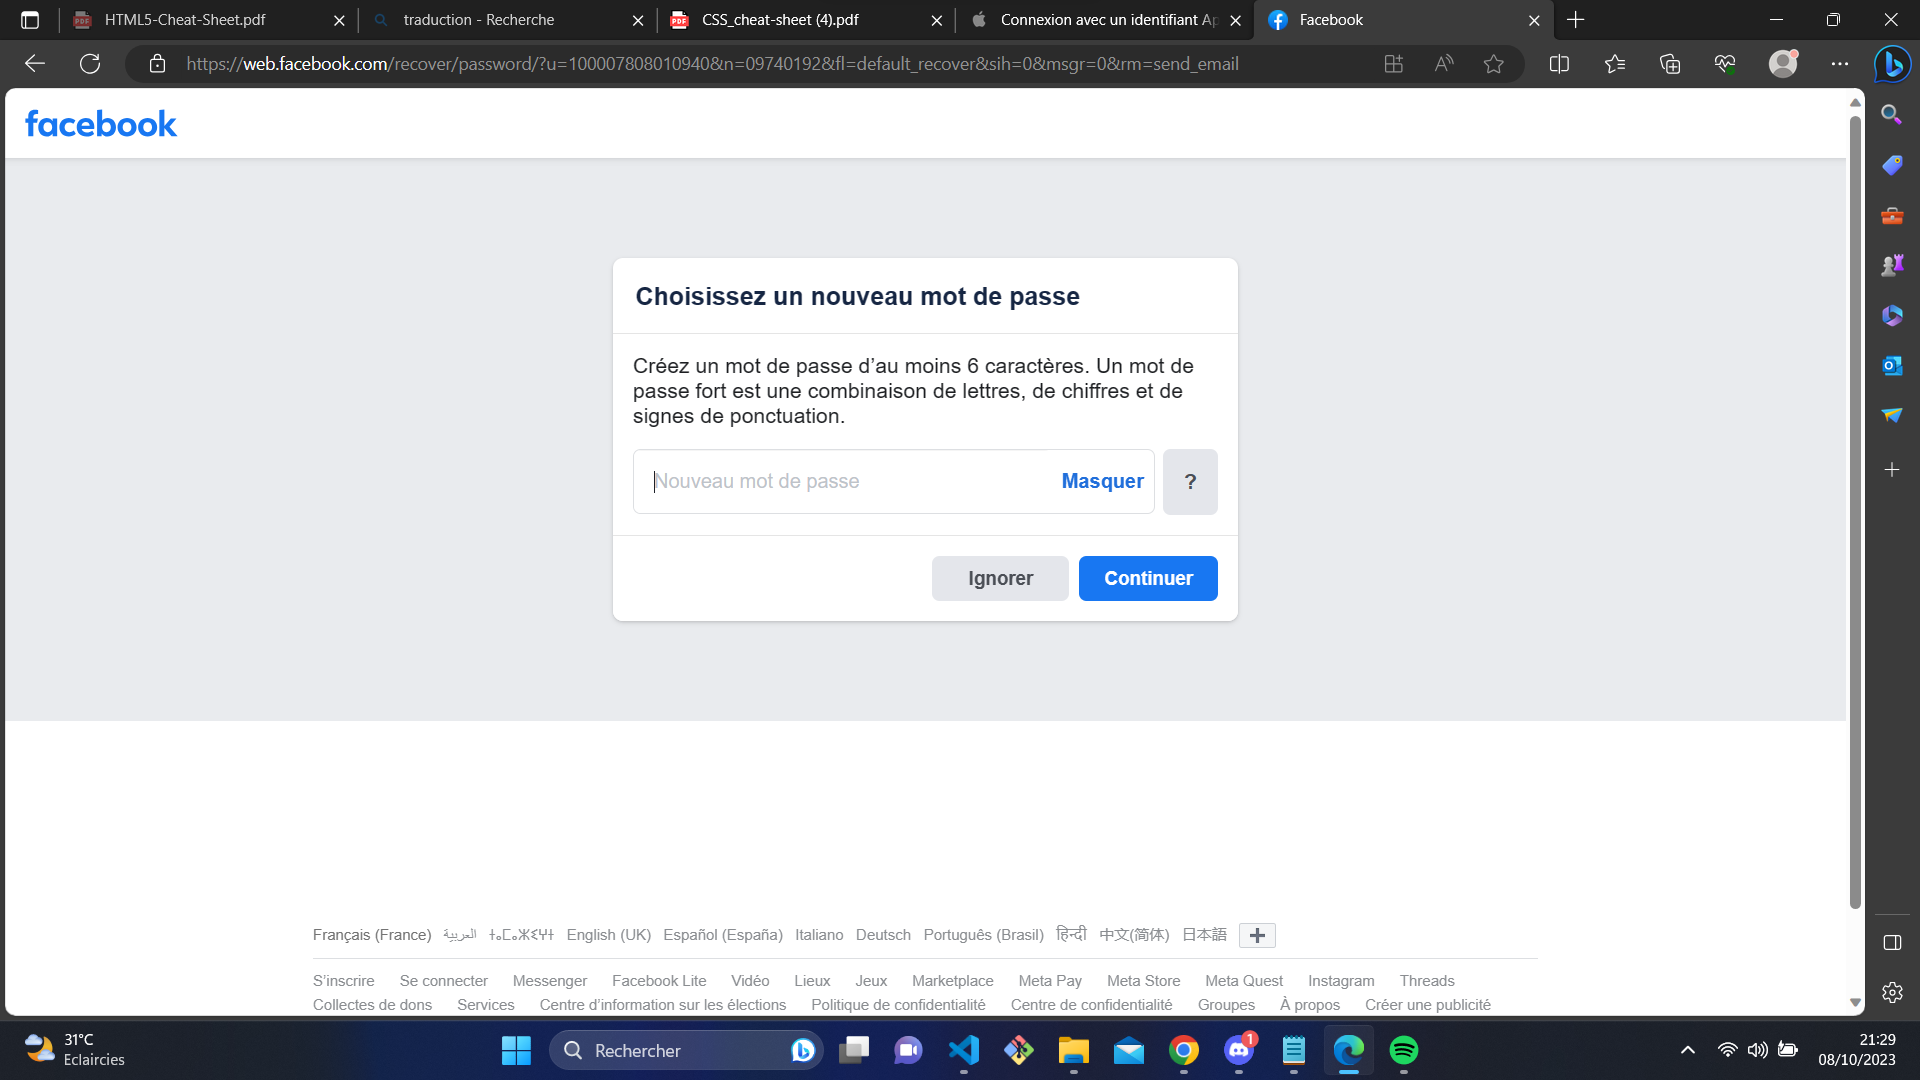 HTML5-Cheat-Sheet.pdf
traduction - Recherche
CSS_cheat-sheet (4).pdf
Connexion avec un identifiant Ap
Facebook
https://web.facebook.com/recover/password/?u=100007808010940&n=09740192&fl=default_recover&sih=0&msgr=0&rm=send_email
facebook
Choisissez un nouveau mot de passe
Créez un mot de passe d’au moins 6 caractères. Un mot de
passe fort est une combinaison de lettres, de chiffres et de
signes de ponctuation.
Nouveau mot de passe Masquer ?
Ignorer Continuer
Français (France) العربية ⵜⴰⵎⴰⵣⵉⵖⵜ English (UK) Español (España) Italiano Deutsch Português (Brasil) हिन्दी 中文(简体) 日本語
S’inscrire Se connecter Messenger Facebook Lite Vidéo Lieux Jeux Marketplace Meta Pay Meta Store Meta Quest Instagram Threads
Collectes de dons Services Centre d’information sur les élections Politique de confidentialité Centre de confidentialité Groupes À propos Créer une publicité
31°C
Eclaircies
Rechercher
1
21:29
08/10/2023